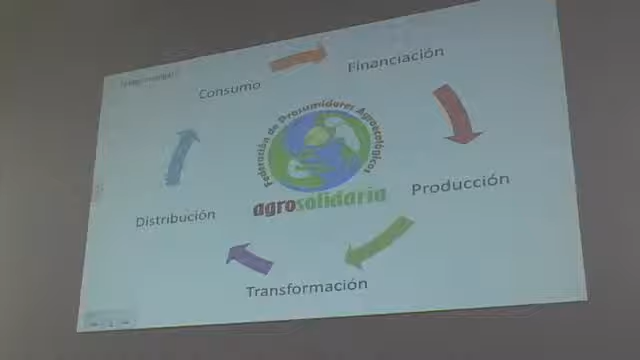 Consumo
Financiación
Federación de Prosumidores Agroecológicos
agrosolidaria
Producción
Distribución
Transformación